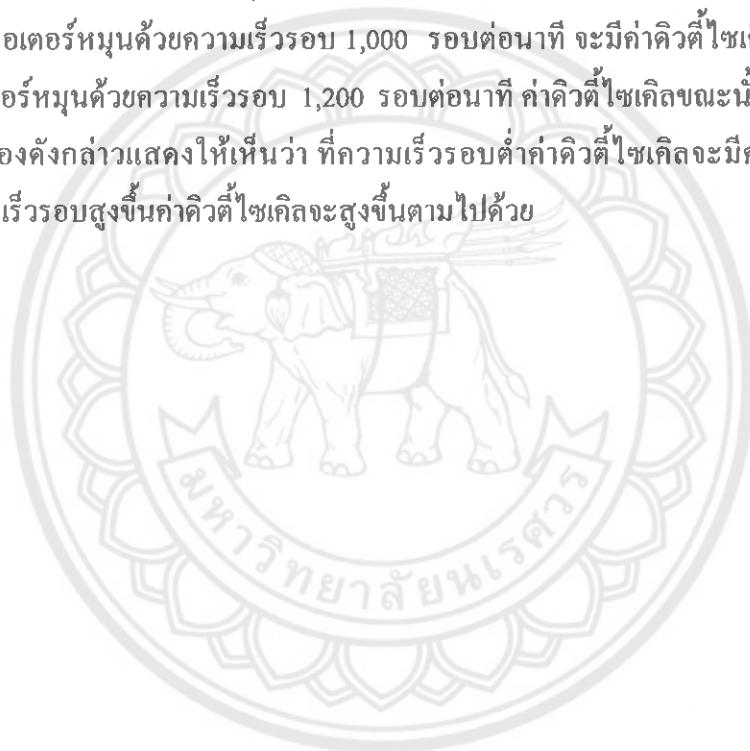 อเตอร์หมุนด้วยความเร็วรอบ 1,000 รอบต่อนาที จะมีค่าดิวตี้ไซเ
อร์หมุนด้วยความเร็วรอบ 1,200 รอบต่อนาที ค่าดิวตี้ไซเคิลขณะนั้
องดังกล่าวแสดงให้เห็นว่า ที่ความเร็วรอบต่ำค่าดิวตี้ไซเคิลจะมี
เร็วรอบสูงขึ้นค่าดิวตี้ไซเคิลจะสูงขึ้นตามไปด้วย
มหาวิทยาลัยนเรศวร